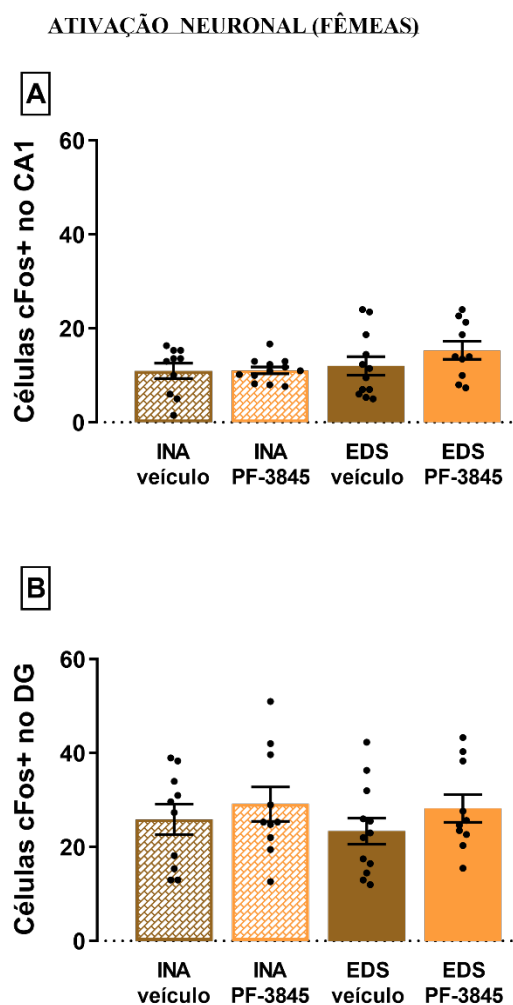 ATIVAÇÃO NEURONAL (FÊMEAS)
A
Células cFos+ no CA1
60
40
20
0
INA
veículo
INA
PF-3845
EDS
veículo
EDS
PF-3845
B
Células cFos+ no DG
60
40
20
0
INA
veículo
INA
PF-3845
EDS
veículo
EDS
PF-3845